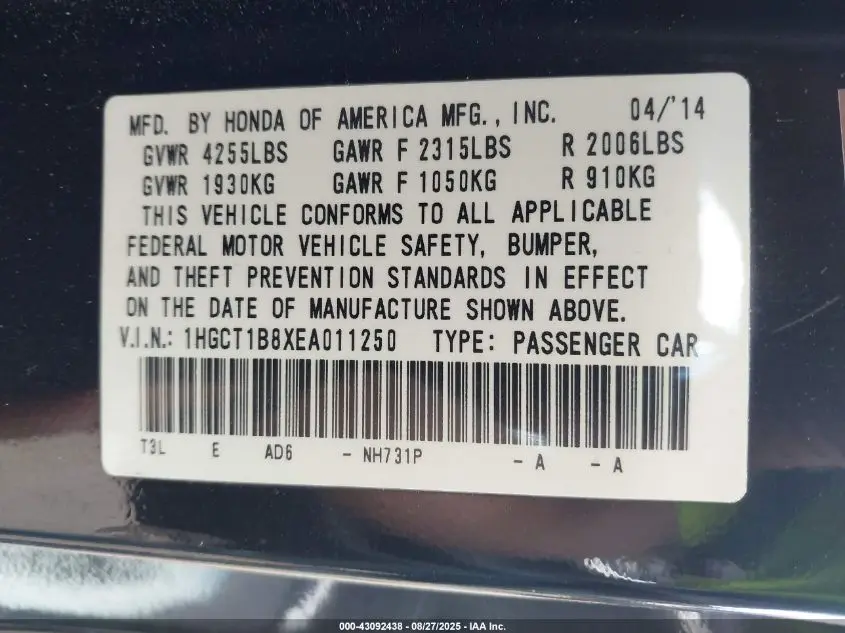 MFD. BY HONDA OF AMERICA MFG., INC. 04/'14
GVWR 4255LBS GAWR F 2315LBS R 2006LBS
GVWR 1930KG GAWR F 1050KG R 910KG
THIS VEHICLE CONFORMS TO ALL APPLICABLE
FEDERAL MOTOR VEHICLE SAFETY, BUMPER,
AND THEFT PREVENTION STANDARDS IN EFFECT
ON THE DATE OF MANUFACTURE SHOWN ABOVE.
V.I.N.: 1HGCT1B8XEA011250 TYPE: PASSENGER CAR
T3L E AD6 - NH731P - A - A
000-43092438 - 08/27/2025 - IAA Inc.